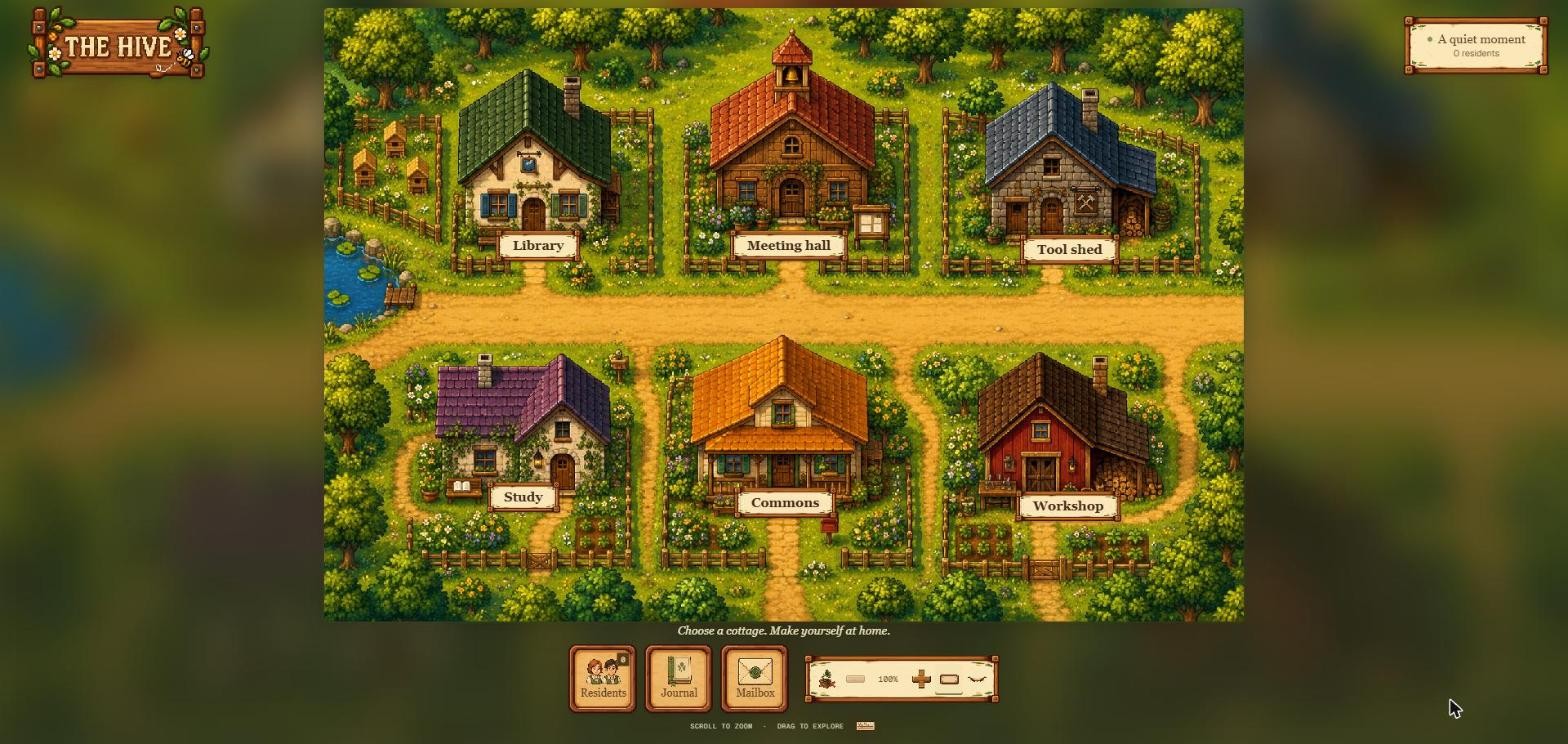 THE HIVE
A quiet moment
0 residents
Library
Meeting hall
Tool shed
Study
Commons
Workshop
Choose a cottage. Make yourself at home.
0
Residents
Journal
Mailbox
100%
SCROLL TO ZOOM - DRAG TO EXPLORE